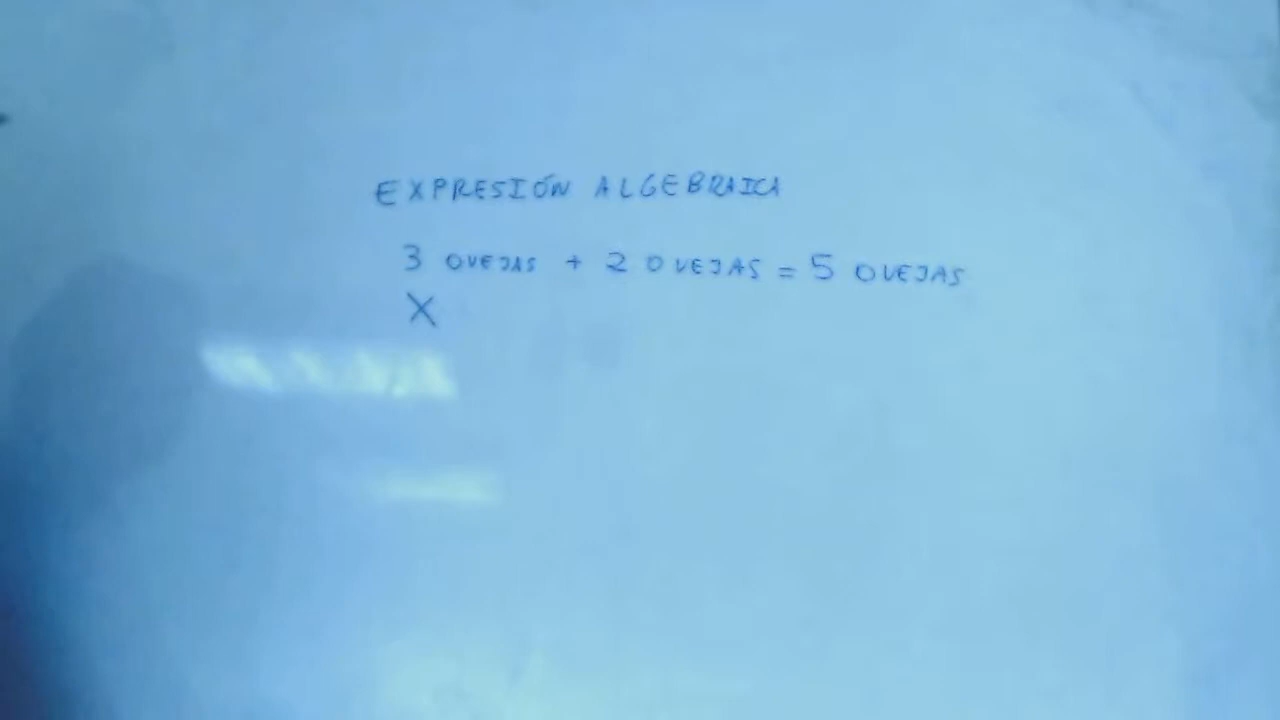 EXPRESIÓN ALGEBRAICA
3 OVEJAS + 2 OVEJAS = 5 OVEJAS
X